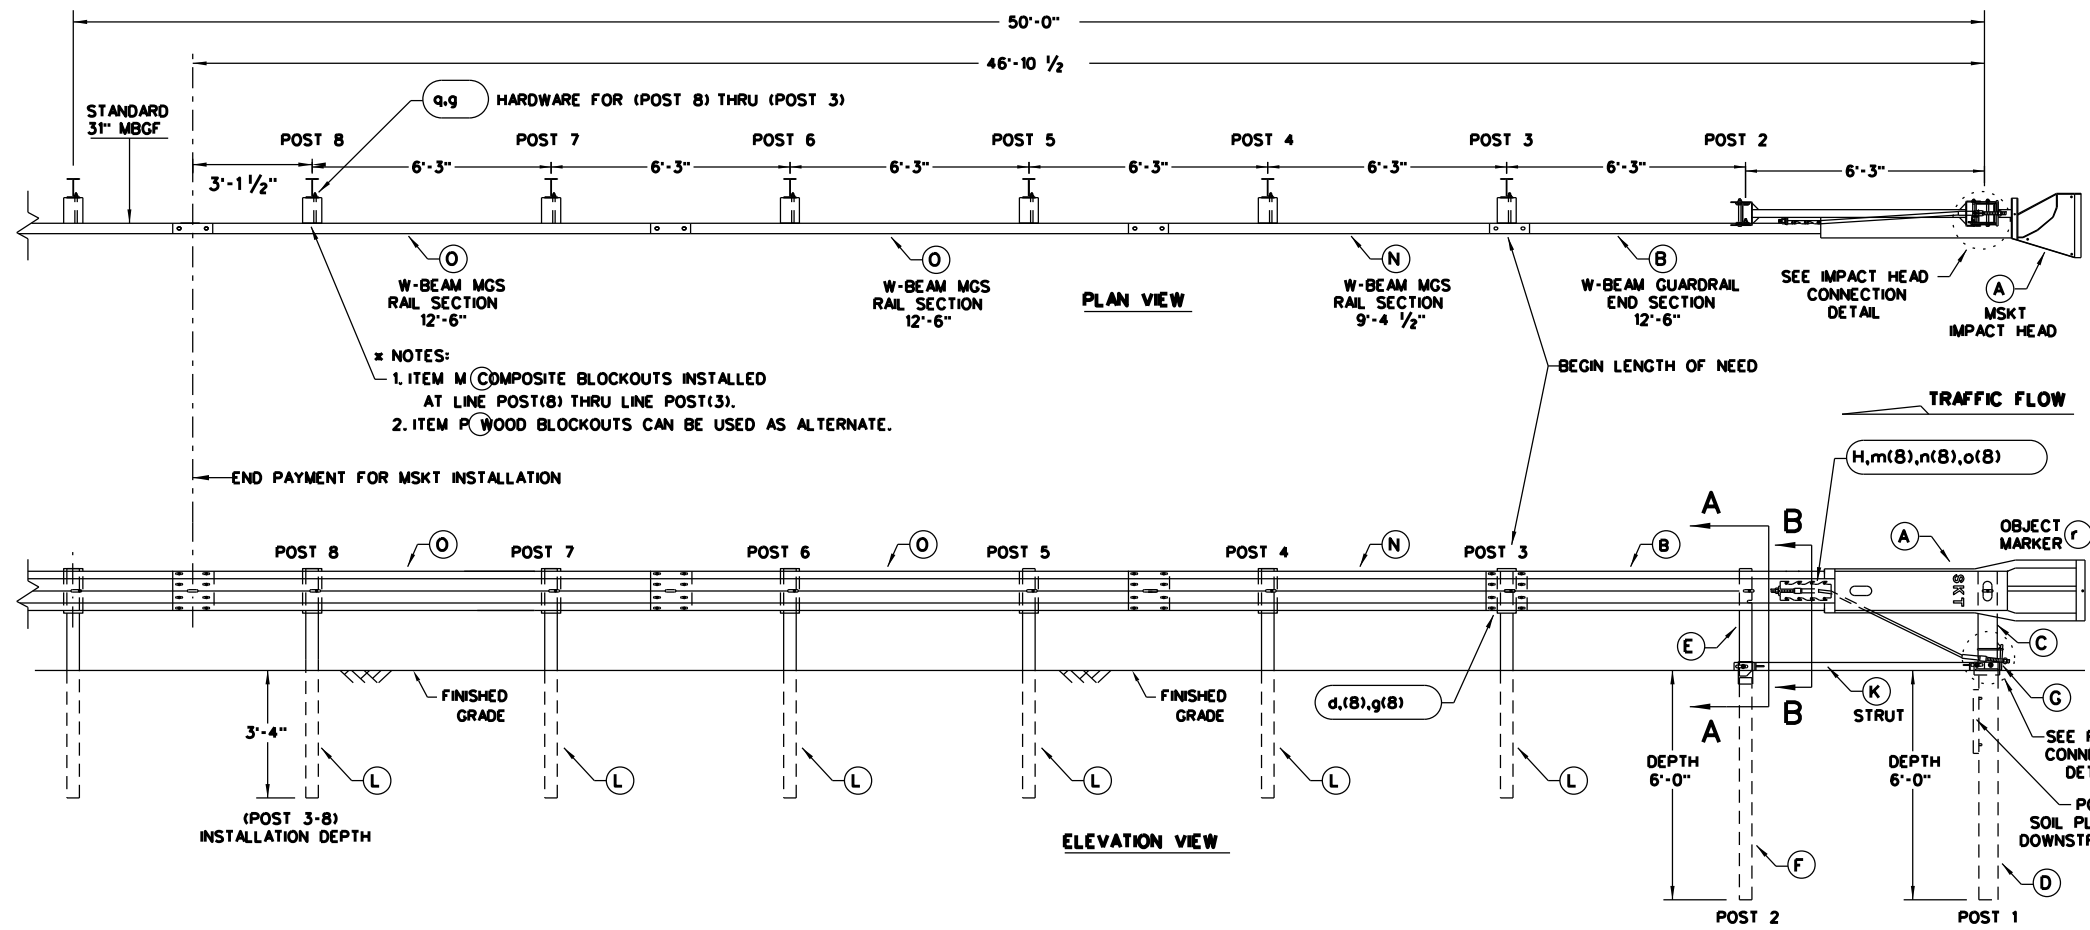 50'-0"
46'-10 1/2
q,g HARDWARE FOR (POST 8) THRU (POST 3)
STANDARD
31" MBGF
POST 8
POST 7
POST 6
POST 5
POST 4
POST 3
POST 2
3'-1 1/2"
6'-3"
6'-3"
6'-3"
6'-3"
6'-3"
6'-3"
6'-3"
O
W-BEAM MGS
RAIL SECTION
12'-6"
O
W-BEAM MGS
RAIL SECTION
12'-6"
PLAN VIEW
N
W-BEAM MGS
RAIL SECTION
9'-4 1/2"
B
W-BEAM GUARDRAIL
END SECTION
12'-6"
SEE IMPACT HEAD
CONNECTION
DETAIL
A
MSKT
IMPACT HEAD
* NOTES:
1. ITEM M COMPOSITE BLOCKOUTS INSTALLED
AT LINE POST(8) THRU LINE POST(3).
2. ITEM P WOOD BLOCKOUTS CAN BE USED AS ALTERNATE.
BEGIN LENGTH OF NEED
TRAFFIC FLOW
END PAYMENT FOR MSKT INSTALLATION
H,m(8),n(8),o(8)
A
B
A
OBJECT
MARKER r
POST 8
O
POST 7
POST 6
O
POST 5
POST 4
N
POST 3
B
SKT
E
C
FINISHED
GRADE
FINISHED
GRADE
d,(8),g(8)
A
B
K
STRUT
G
3'-4"
L
L
L
L
L
L
DEPTH
6'-0"
DEPTH
6'-0"
SEE
CONNE
DET
PO
SOIL PL
DOWNSTR
(POST 3-8)
INSTALLATION DEPTH
ELEVATION VIEW
F
D
POST 2
POST 1